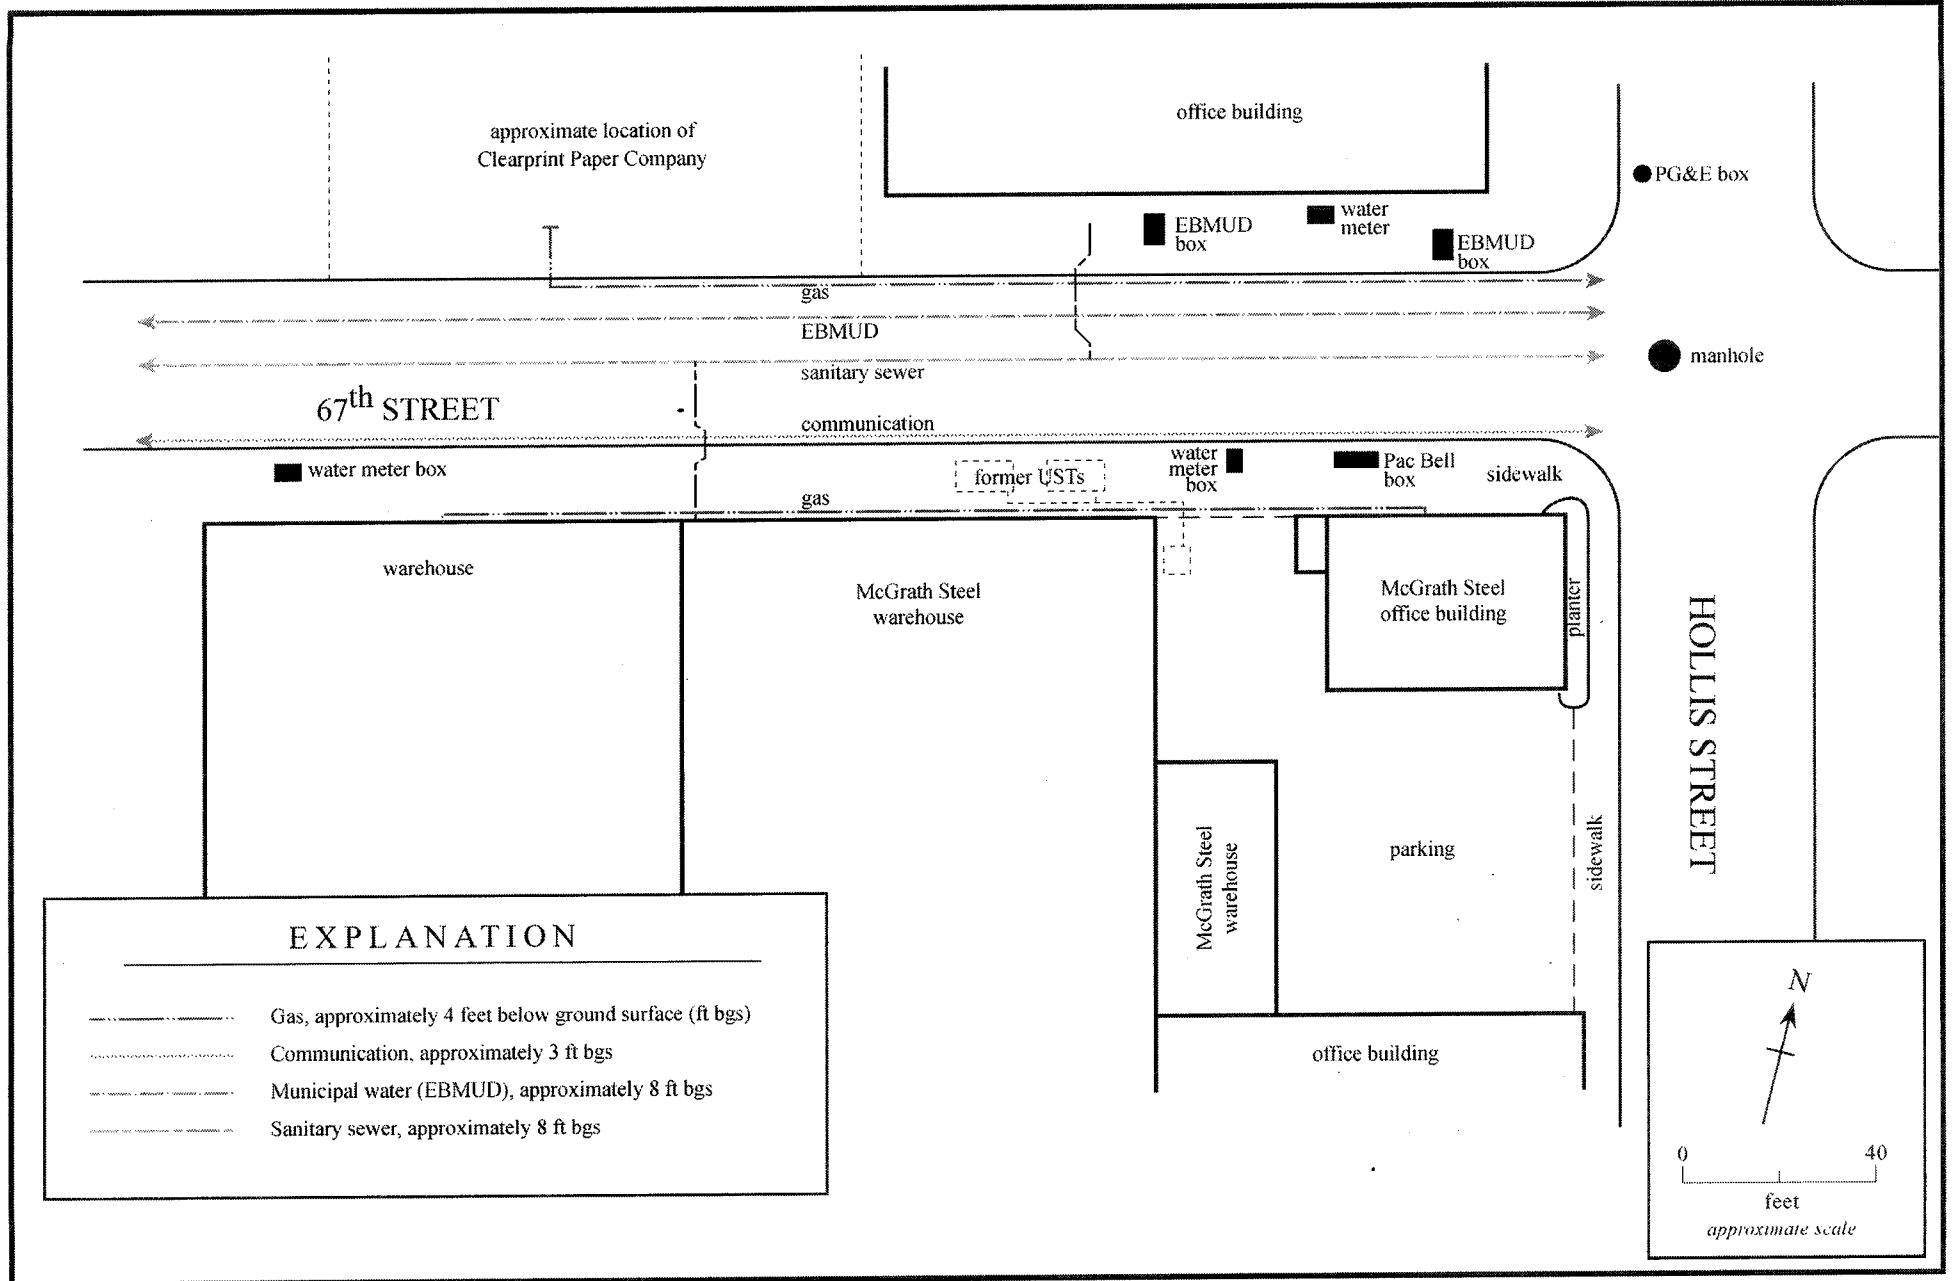 approximate location of
Clearprint Paper Company
office building
PG&E box
EBMUD
box
water
meter
EBMUD
box
gas
EBMUD
sanitary sewer
manhole
67th STREET
communication
water meter box
former USTs
water
meter
box
Pac Bell
box
sidewalk
gas
warehouse
McGrath Steel
warehouse
McGrath Steel
office building
planter
HOLLIS STREET
McGrath Steel
warehouse
parking
sidewalk
office building
EXPLANATION
Gas, approximately 4 feet below ground surface (ft bgs)
Communication, approximately 3 ft bgs
Municipal water (EBMUD), approximately 8 ft bgs
Sanitary sewer, approximately 8 ft bgs
N
0 40
feet
approximate scale